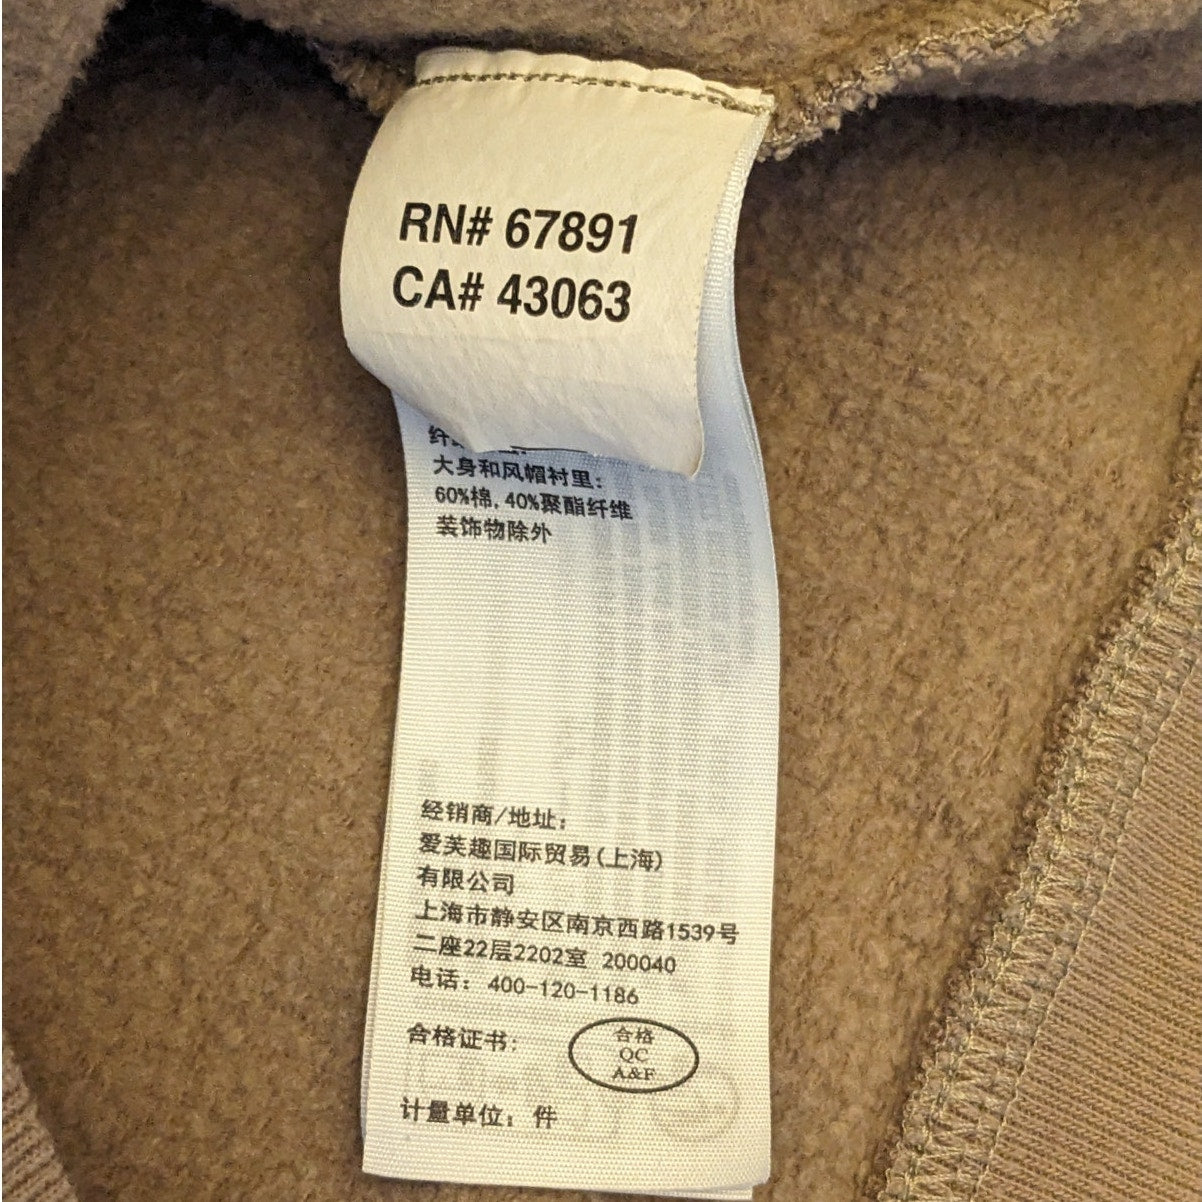 RN# 67891
CA# 43063
大身和风帽衬里:
60%棉, 40%聚酯纤维
装饰物除外
经销商/地址:
爱芙趣国际贸易(上海)
有限公司
上海市静安区南京西路1539号
二座22层2202室 200040
电话: 400-120-1186
合格证书:
合格
QC
A&F
计量单位: 件